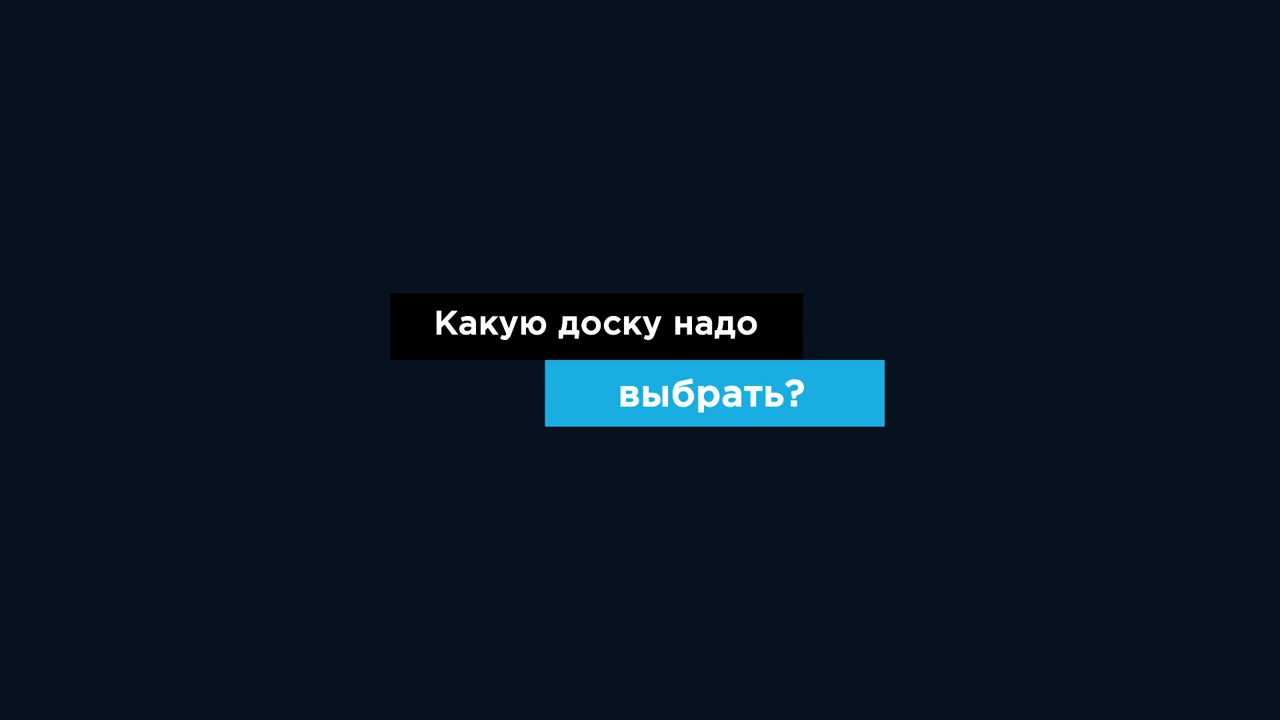 Какую доску надо
выбрать?